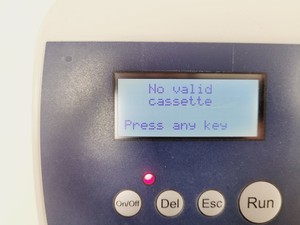 No valid
cassette
Press any key
On/Off Del Esc Run